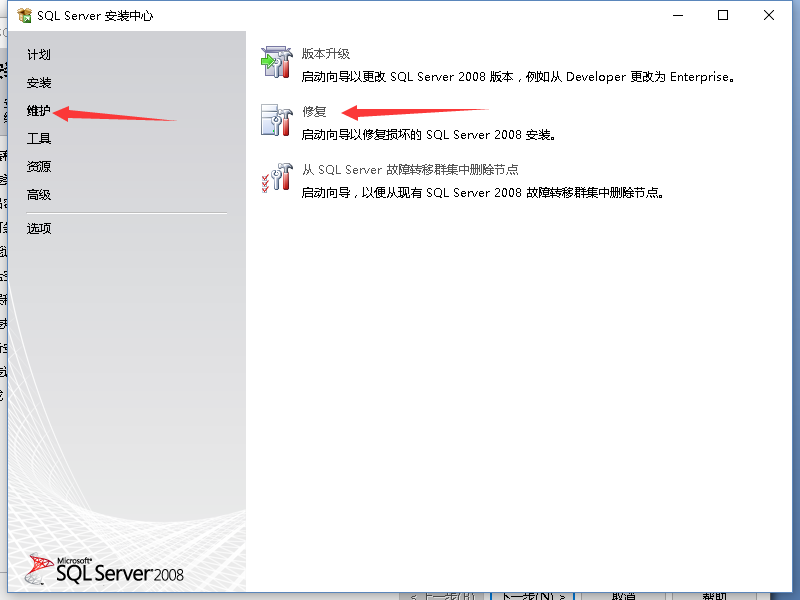 SQL Server 安装中心
计划
安装
维护
工具
资源
高级
选项
版本升级
启动向导以更改 SQL Server 2008 版本，例如从 Developer 更改为 Enterprise。
修复
启动向导以修复损坏的 SQL Server 2008 安装。
从 SQL Server 故障转移群集中删除节点
启动向导，以便从现有 SQL Server 2008 故障转移群集中删除节点。
Microsoft®
SQL Server 2008
< 上一步(B)
下一步(N) >
取消
帮助